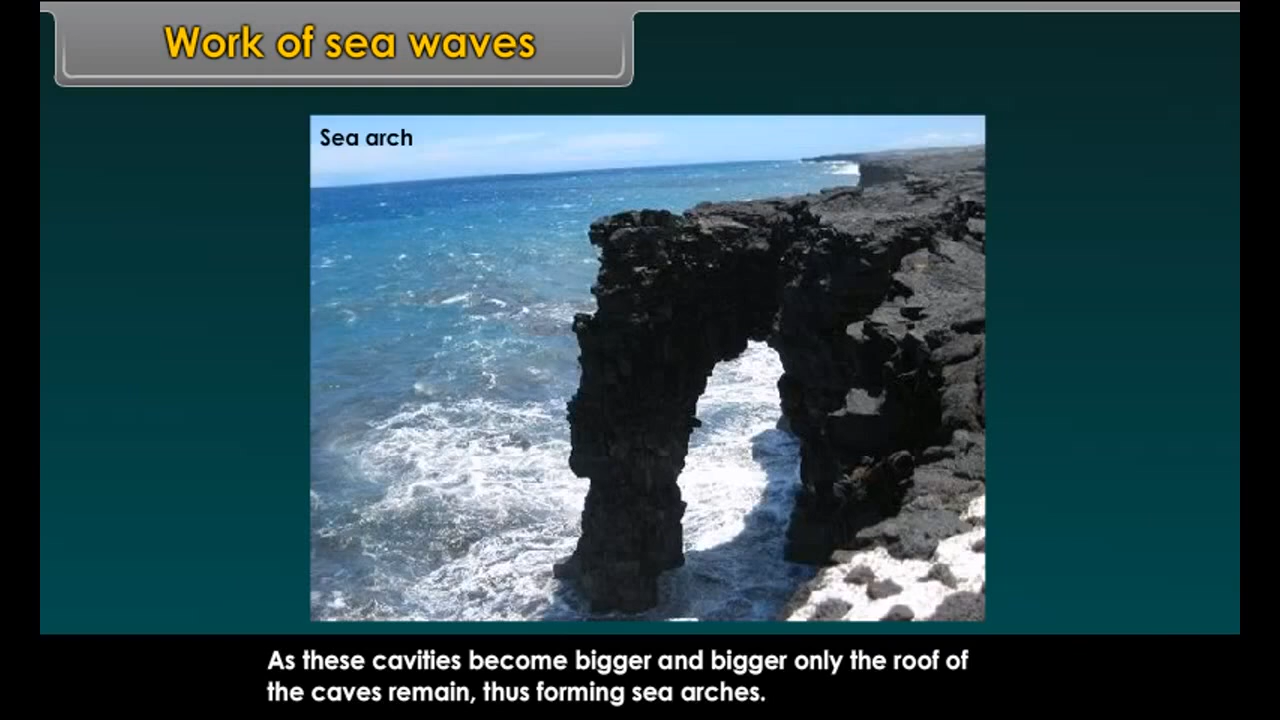 Work of sea waves
Sea arch
As these cavities become bigger and bigger only the roof of
the caves remain, thus forming sea arches.